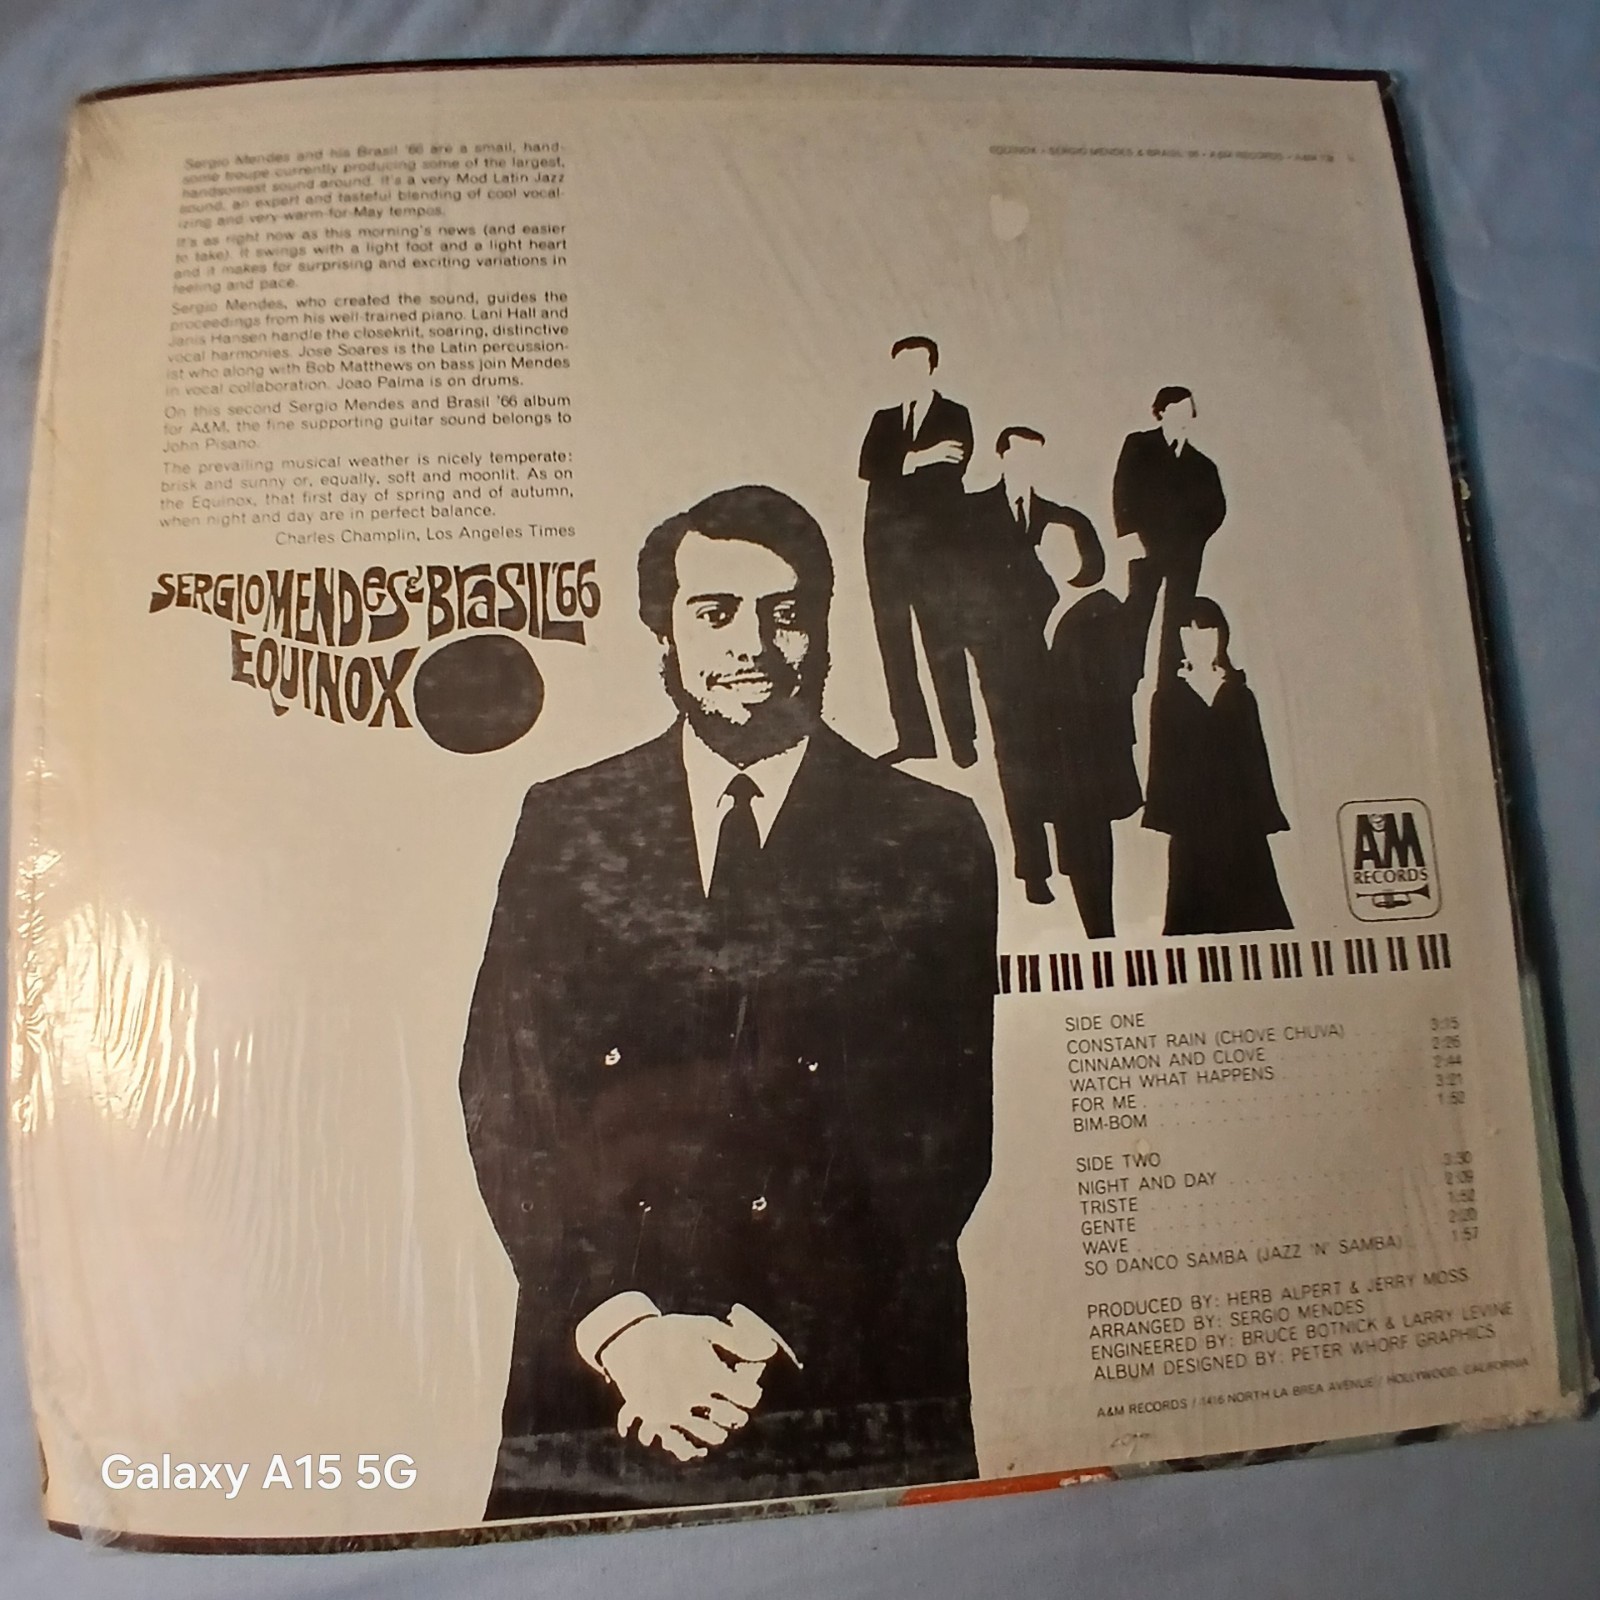 Sergio Mendes and his Brasil '66 are a small, hand-
some troupe currently producing some of the largest,
handsomest sound around. It's a very Mod Latin Jazz
sound, an expert and tasteful blending of cool vocal-
izing and very-warm-for-May tempos.
It's as right now as this morning's news (and easier
to take). It swings with a light foot and a light heart
and it makes for surprising and exciting variations in
feeling and pace.
Sergio Mendes, who created the sound, guides the
proceedings from his well-trained piano. Lani Hall and
Janis Hansen handle the closeknit, soaring, distinctive
vocal harmonies. Jose Soares is the Latin percussion-
ist who along with Bob Matthews on bass join Mendes
in vocal collaboration. Joao Palma is on drums.
On this second Sergio Mendes and Brasil '66 album
for A&M, the fine supporting guitar sound belongs to
John Pisano.
The prevailing musical weather is nicely temperate:
brisk and sunny or, equally, soft and moonlit. As on
the Equinox, that first day of spring and of autumn,
when night and day are in perfect balance.
Charles Champlin, Los Angeles Times
EQUINOX • SERGIO MENDES & BRASIL '66 • A&M RECORDS • A&M
SERGIO MENDES & BRASIL '66
EQUINOX
A&M
RECORDS
SIDE ONE
CONSTANT RAIN (CHOVE CHUVA) 3:15
CINNAMON AND CLOVE 2:26
WATCH WHAT HAPPENS 2:44
FOR ME 3:21
BIM-BOM 1:52
SIDE TWO
NIGHT AND DAY 3:30
TRISTE 2:09
GENTE 1:52
WAVE 2:20
SO DANCO SAMBA (JAZZ 'N' SAMBA) 1:57
PRODUCED BY: HERB ALPERT & JERRY MOSS
ARRANGED BY: SERGIO MENDES
ENGINEERED BY: BRUCE BOTNICK & LARRY LEVINE
ALBUM DESIGNED BY: PETER WHORF GRAPHICS
A&M RECORDS / 1416 NORTH LA BREA AVENUE / HOLLYWOOD, CALIFORNIA
Galaxy A15 5G